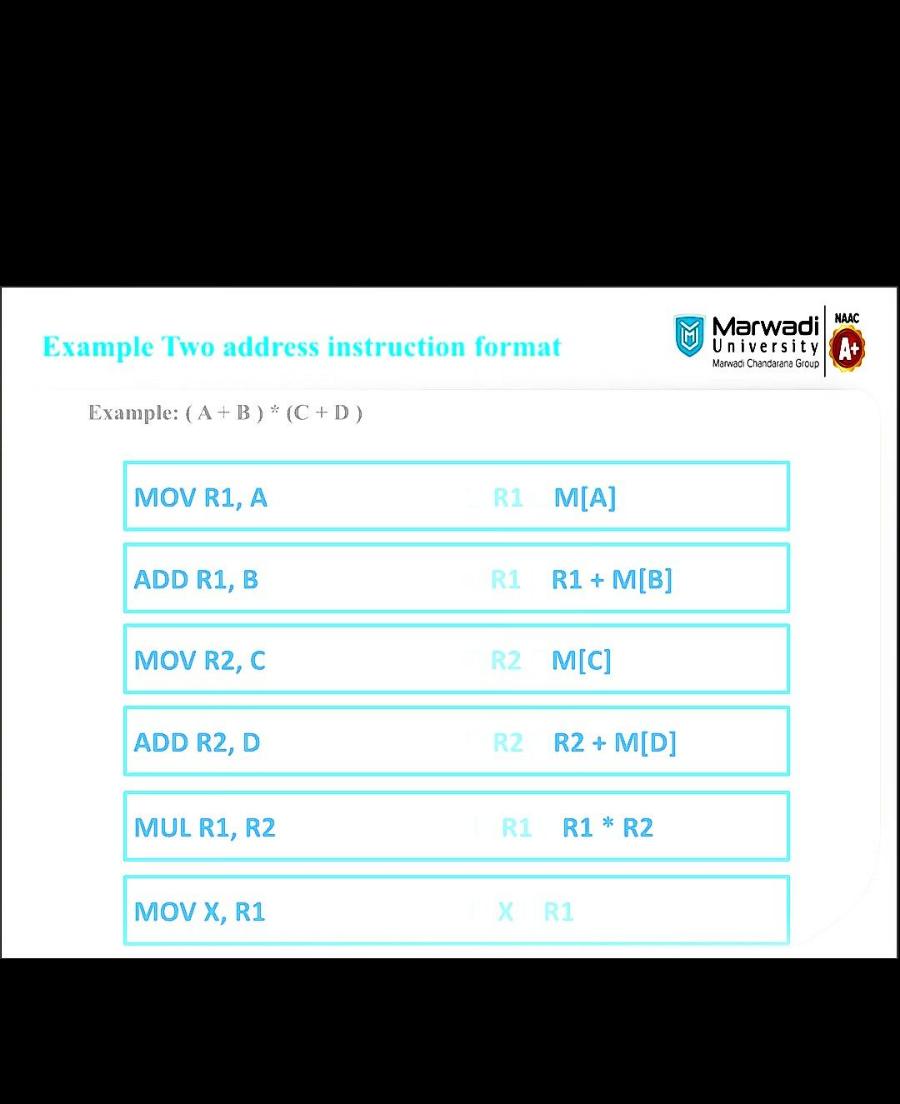 Example Two address instruction format
Marwadi
University
Marwadi Chandarana Group
NAAC
A+
Example: ( A + B ) * (C + D )
MOV R1, A R1 M[A]
ADD R1, B R1 R1 + M[B]
MOV R2, C R2 M[C]
ADD R2, D R2 R2 + M[D]
MUL R1, R2 R1 R1 * R2
MOV X, R1 X R1